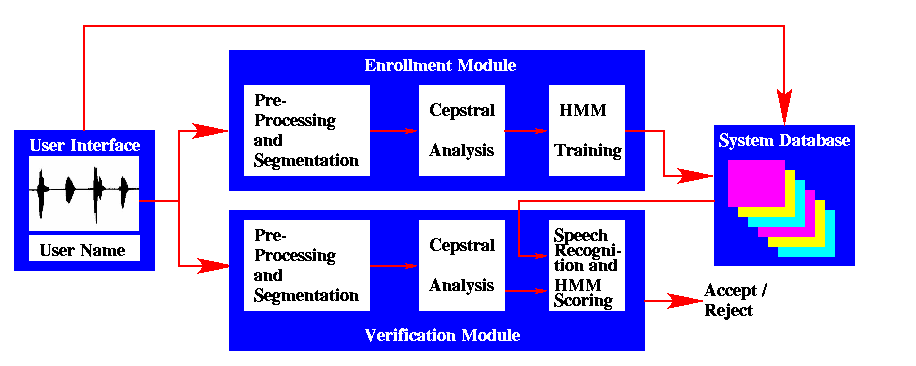 Enrollment Module
Pre-
Processing
and
Segmentation
Cepstral
Analysis
HMM
Training
User Interface
User Name
System Database
Pre-
Processing
and
Segmentation
Cepstral
Analysis
Speech
Recogni-
tion and
HMM
Scoring
Accept /
Reject
Verification Module